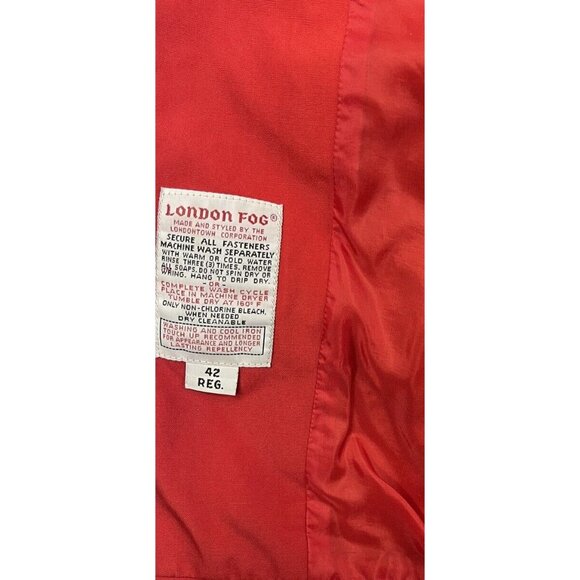 LONDON FOG®
MADE AND STYLED BY THE
LONDONTOWN CORPORATION
SECURE ALL FASTENERS
MACHINE WASH SEPARATELY
WITH WARM OR COLD WATER
RINSE THREE (3) TIMES. REMOVE
ALL SOAPS. DO NOT SPIN DRY OR
WRING. HANG TO DRIP DRY.
-OR-
COMPLETE WASH CYCLE
PLACE IN MACHINE DRYER
TUMBLE DRY AT 160° F
ONLY NON-CHLORINE BLEACH,
WHEN NEEDED
DRY CLEANABLE
WASHING AND COOL IRON
TOUCH UP RECOMMENDED
FOR APPEARANCE AND LONGER
LASTING REPELLENCY
42
REG.